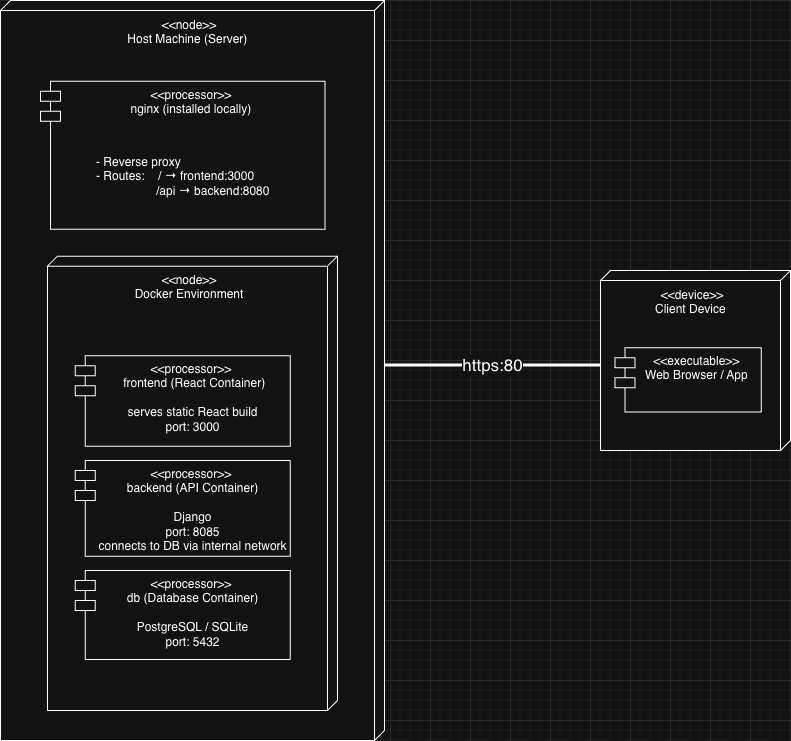 <<node>>
Host Machine (Server)
<<processor>>
nginx (installed locally)
- Reverse proxy
- Routes: / → frontend:3000
/api → backend:8080
<<node>>
Docker Environment
<<processor>>
frontend (React Container)
serves static React build
port: 3000
<<processor>>
backend (API Container)
Django
port: 8085
connects to DB via internal network
<<processor>>
db (Database Container)
PostgreSQL / SQLite
port: 5432
https:80
<<device>>
Client Device
<<executable>>
Web Browser / App